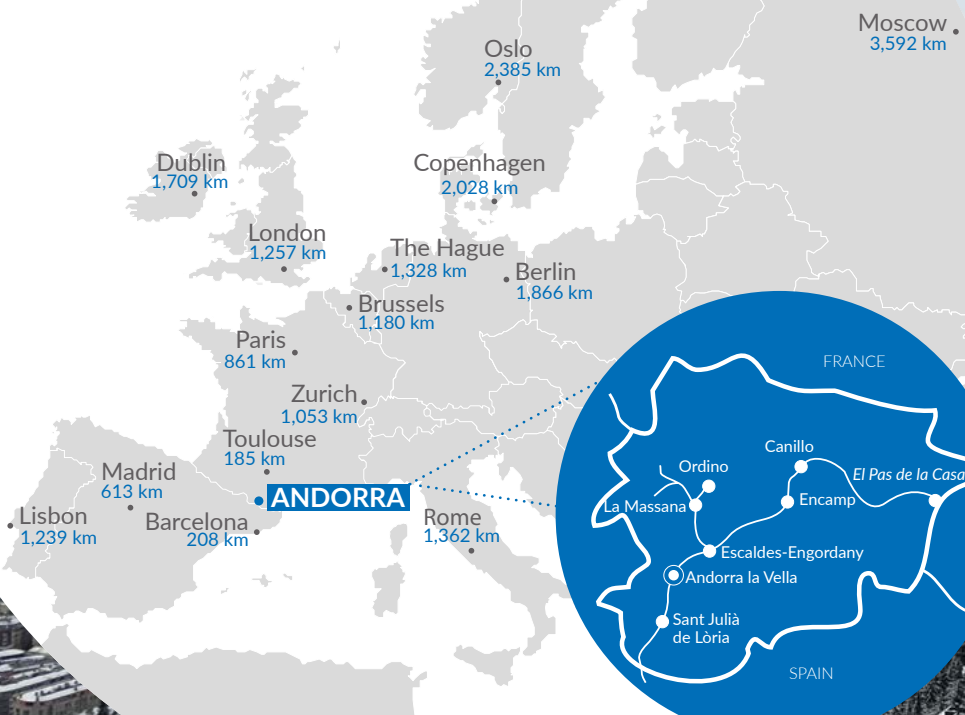 Moscow
3,592 km
Oslo
2,385 km
Dublin
1,709 km
Copenhagen
2,028 km
London
1,257 km
The Hague
1,328 km
Berlin
1,866 km
Brussels
1,180 km
Paris
861 km
Zurich
1,053 km
Toulouse
185 km
Madrid
613 km
ANDORRA
Lisbon
1,239 km
Barcelona
208 km
Rome
1,362 km
FRANCE
Canillo
Ordino
El Pas de la Casa
La Massana
Encamp
Escaldes-Engordany
Andorra la Vella
Sant Julià
de Lòria
SPAIN